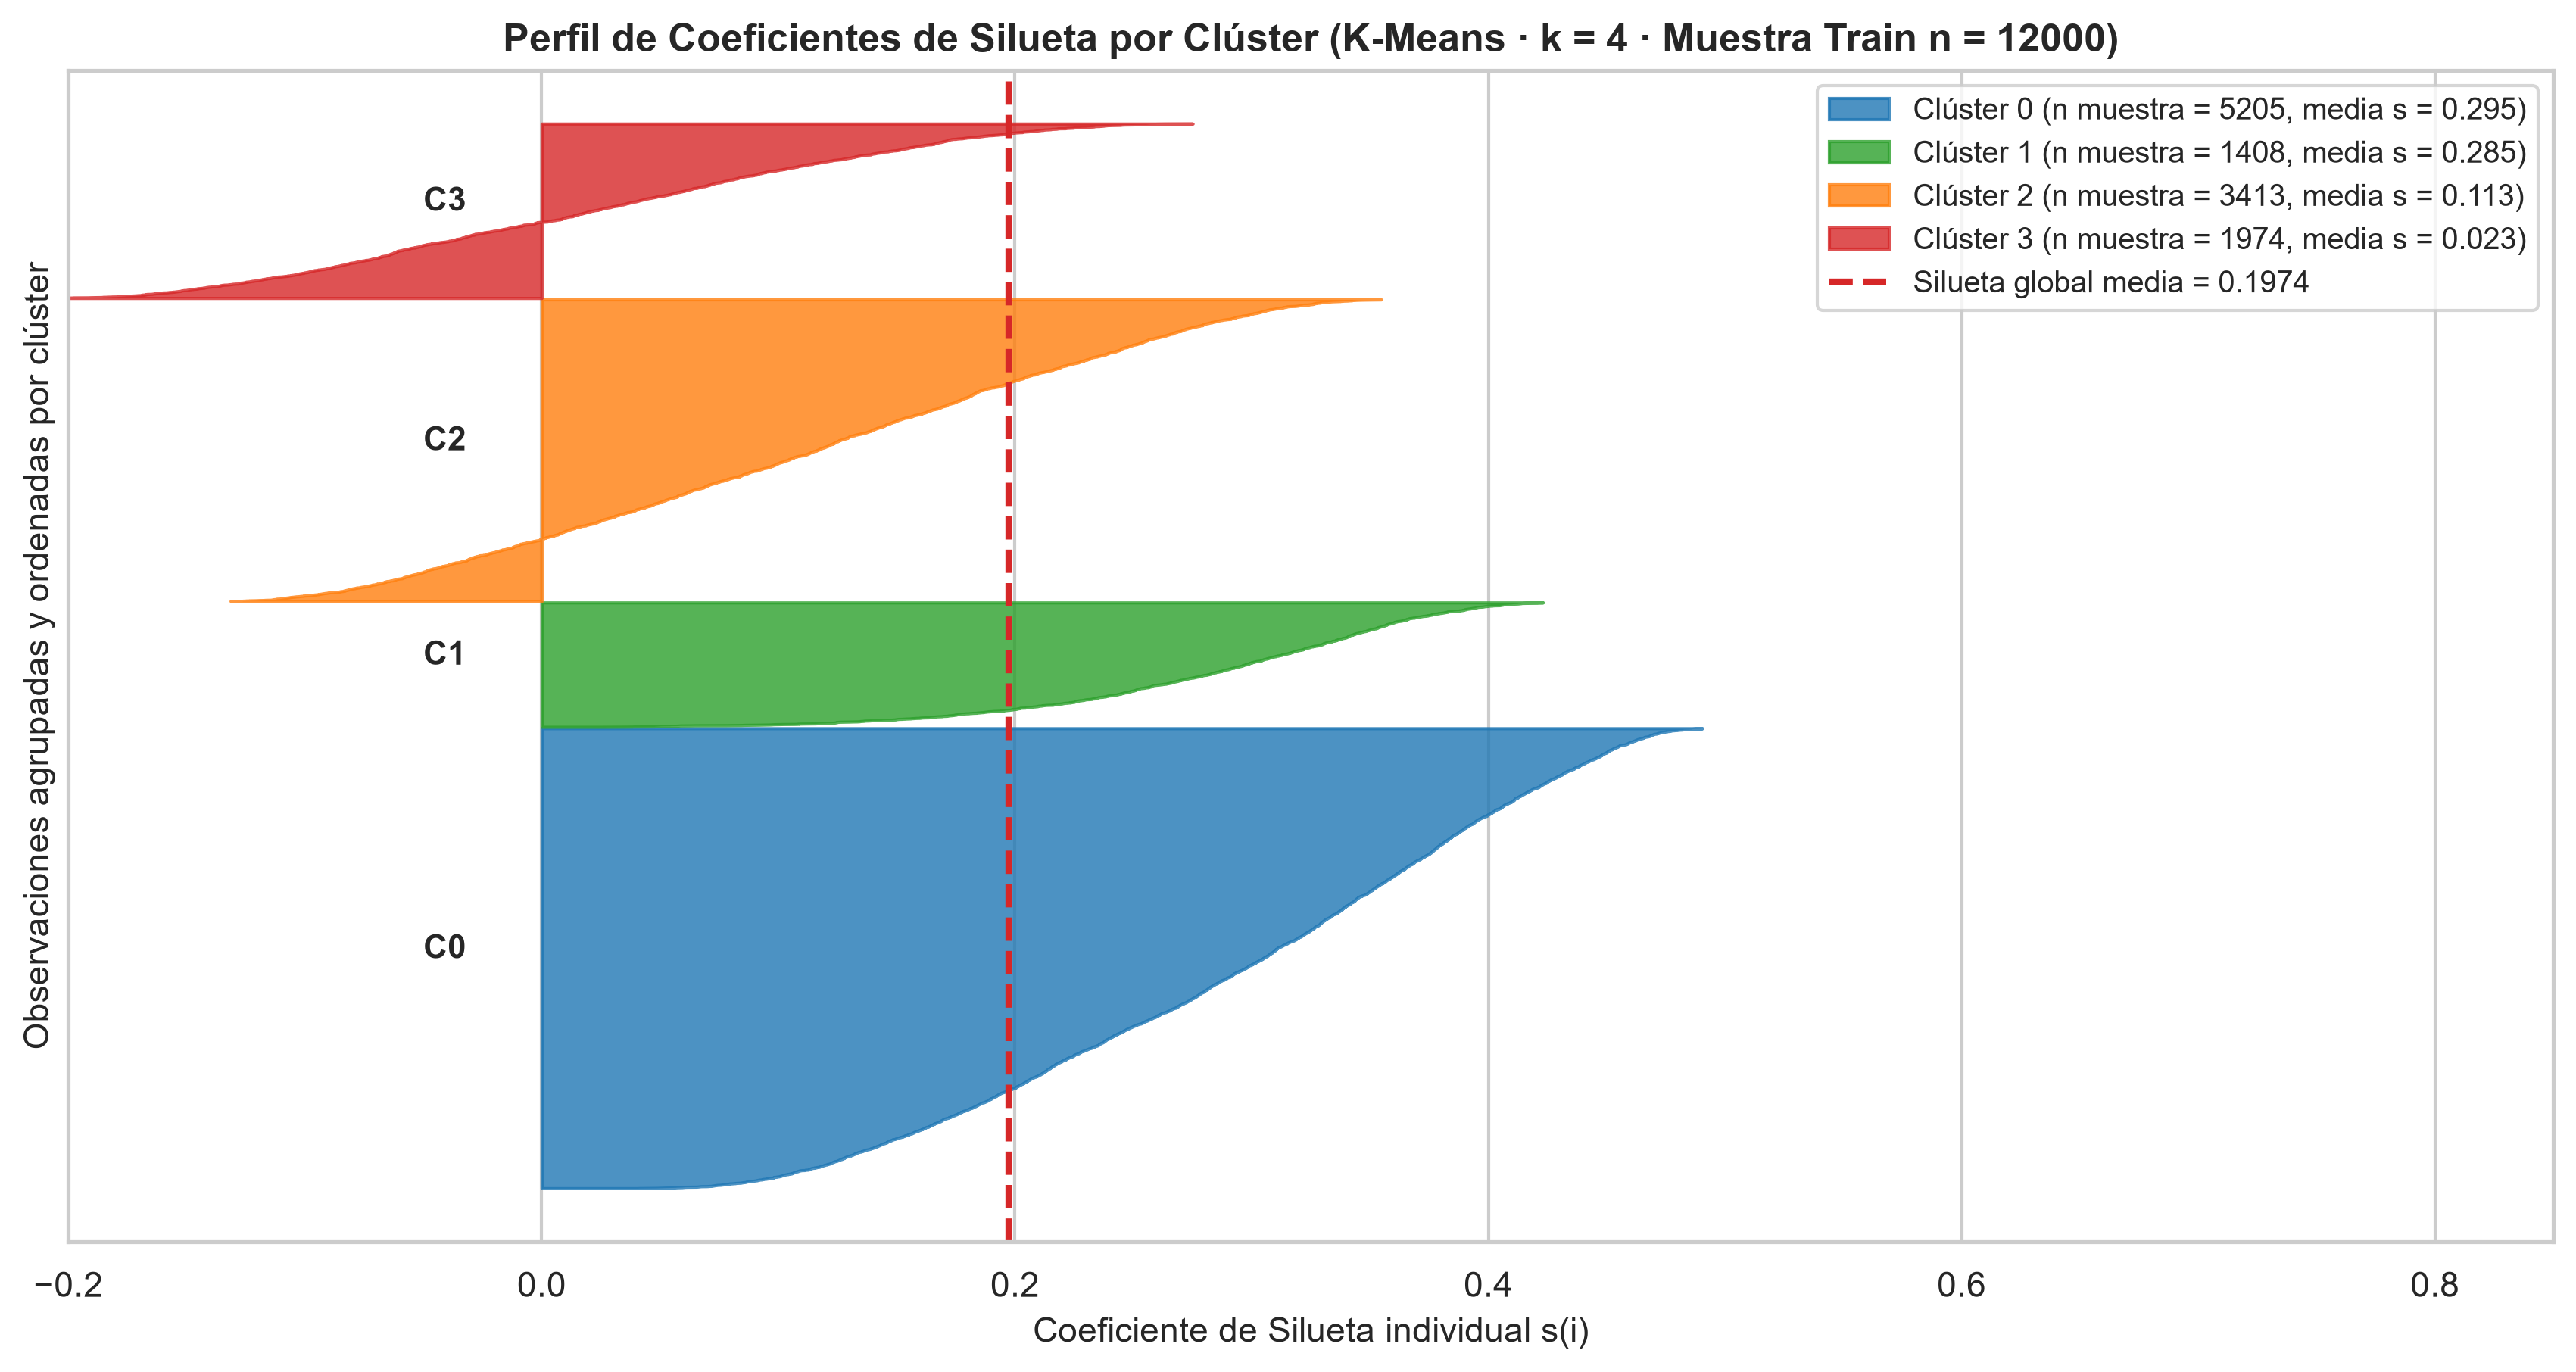 Perfil de Coeficientes de Silueta por Clúster (K-Means · k = 4 · Muestra Train n = 12000)
Clúster 0 (n muestra = 5205, media s = 0.295)
Clúster 1 (n muestra = 1408, media s = 0.285)
Clúster 2 (n muestra = 3413, media s = 0.113)
Clúster 3 (n muestra = 1974, media s = 0.023)
Silueta global media = 0.1974
Observaciones agrupadas y ordenadas por clúster
C3
C2
C1
C0
−0.2
0.0
0.2
0.4
0.6
0.8
Coeficiente de Silueta individual s(i)